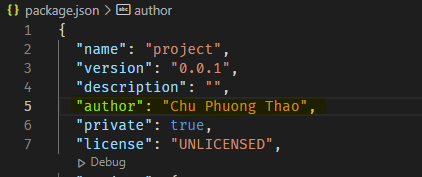 package.json > abc author
1 {
2 "name": "project",
3 "version": "0.0.1",
4 "description": "",
5 "author": "Chu Phuong Thao",
6 "private": true,
7 "license": "UNLICENSED",
Debug